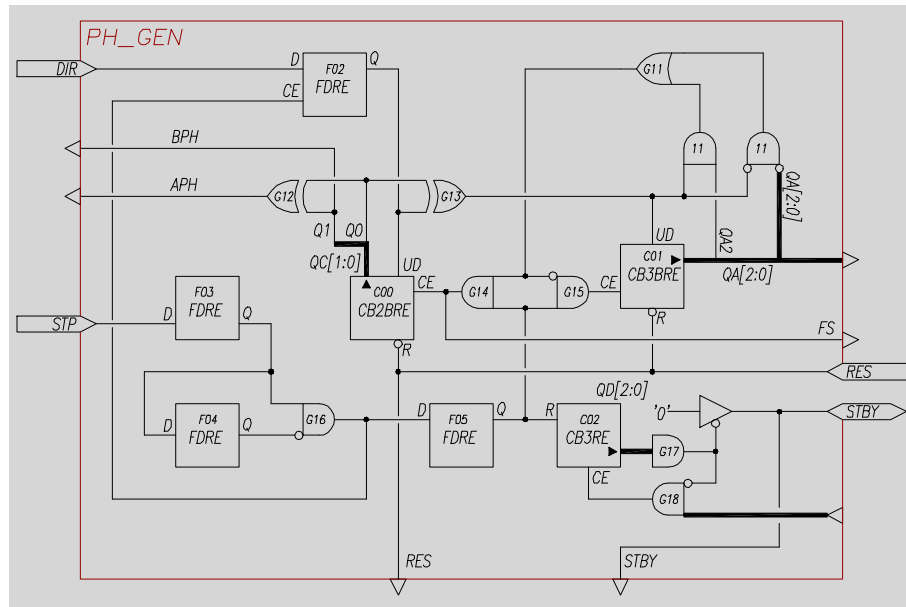 PH_GEN
DIR
D
F02
FDRE
Q
CE
G11
BPH
11
11
APH
G12
G13
QA[2:0]
Q1
Q0
QC[1:0]
UD
UD
QA2
C00
CB2BRE
CE
G14
G15
CE
C01
CB3BRE
QA[2:0]
R
R
STP
D
F03
FDRE
Q
FS
RES
D
F04
FDRE
Q
G16
D
F05
FDRE
Q
R
C02
CB3RE
QD[2:0]
'0'
STBY
G17
CE
G18
RES
STBY